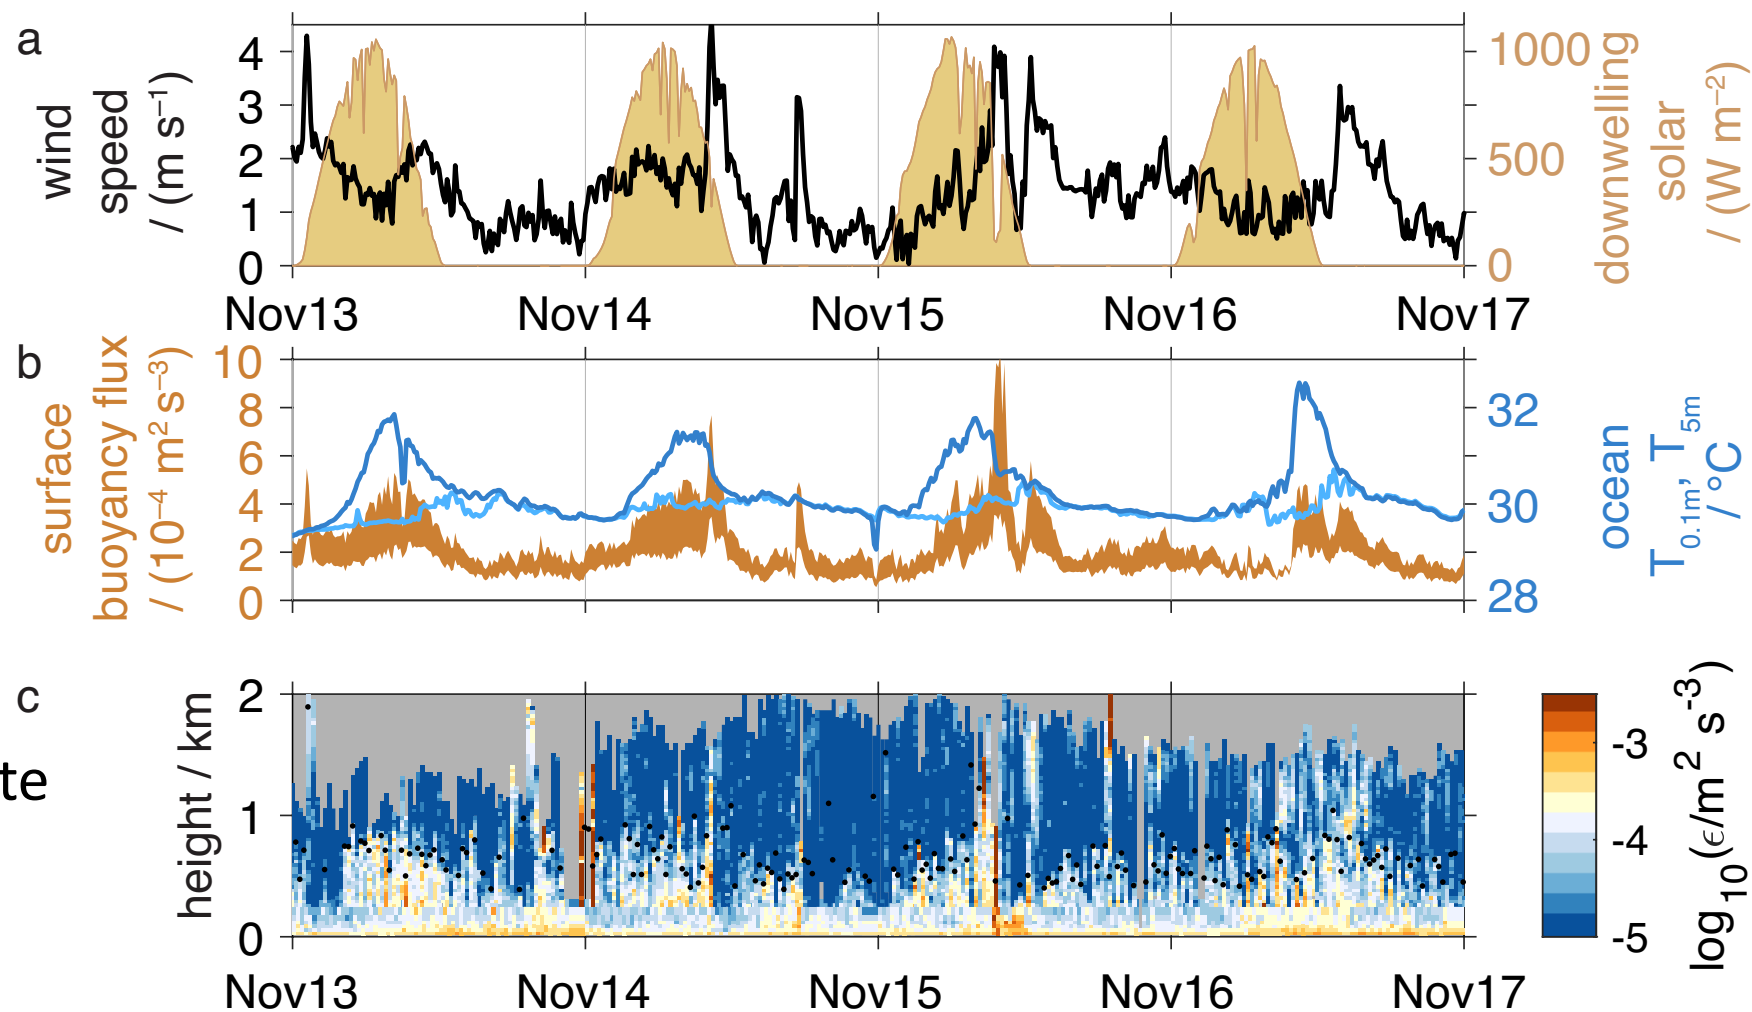 a
wind
speed
/ (m s⁻¹)
4
3
2
1
0
1000
500
0
downwelling
solar
/ (W m⁻²)
Nov13 Nov14 Nov15 Nov16 Nov17
b
surface
buoyancy flux
/ (10⁻⁴ m² s⁻³)
10
8
6
4
2
0
32
30
28
ocean
T0.1m, T5m
/ °C
c
te
height / km
2
1
0
-3
-4
-5
log10(ϵ/m² s⁻³)
Nov13 Nov14 Nov15 Nov16 Nov17